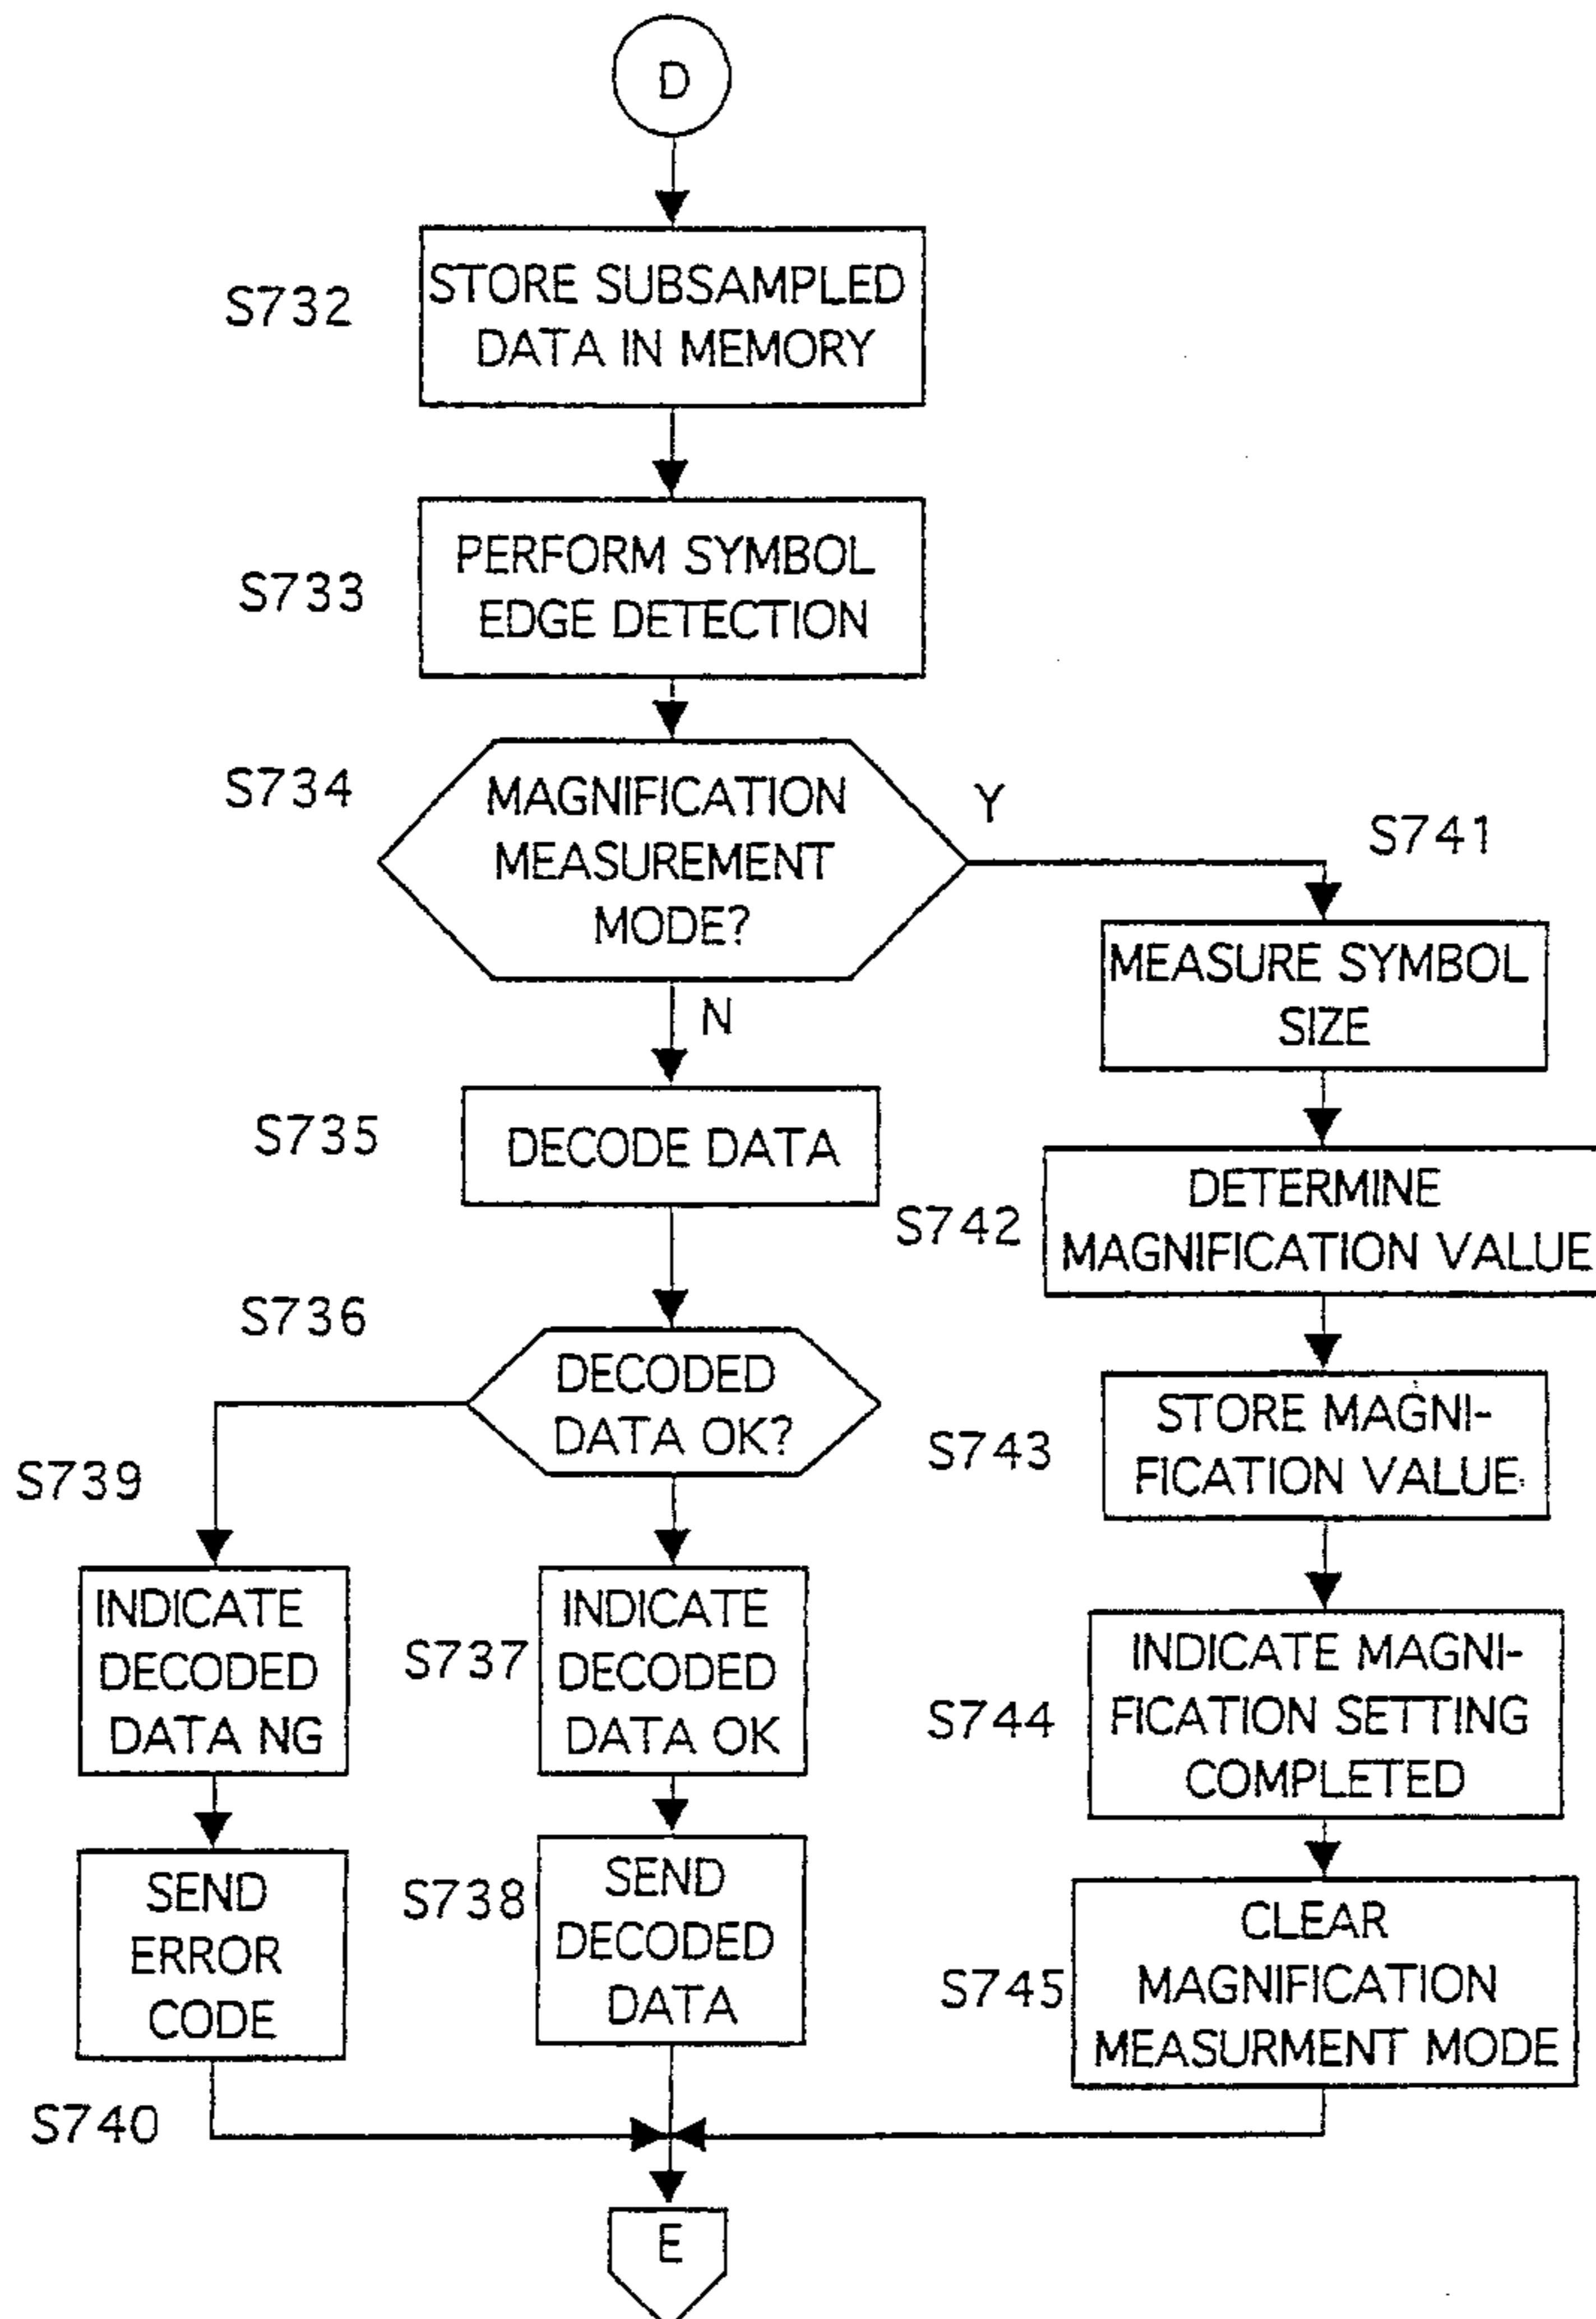 D
S732
STORE SUBSAMPLED
DATA IN MEMORY
S733
PERFORM SYMBOL
EDGE DETECTION
S734
MAGNIFICATION
MEASUREMENT
MODE?
Y
N
S741
MEASURE SYMBOL
SIZE
S735
DECODE DATA
S742
DETERMINE
MAGNIFICATION VALUE
S736
DECODED
DATA OK?
S743
STORE MAGNI-
FICATION VALUE
S739
INDICATE
DECODED
DATA NG
S737
INDICATE
DECODED
DATA OK
S744
INDICATE MAGNI-
FICATION SETTING
COMPLETED
SEND
ERROR
CODE
S738
SEND
DECODED
DATA
S745
CLEAR
MAGNIFICATION
MEASURMENT MODE
S740
E